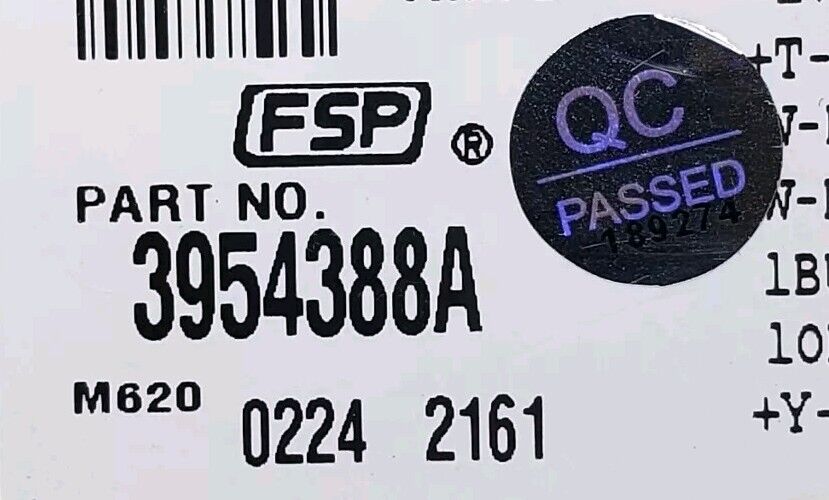 FSP ®
PART NO.
3954388A
M620 0224 2161
QC
PASSED
189274
+T-
W-
1B
10
+Y-